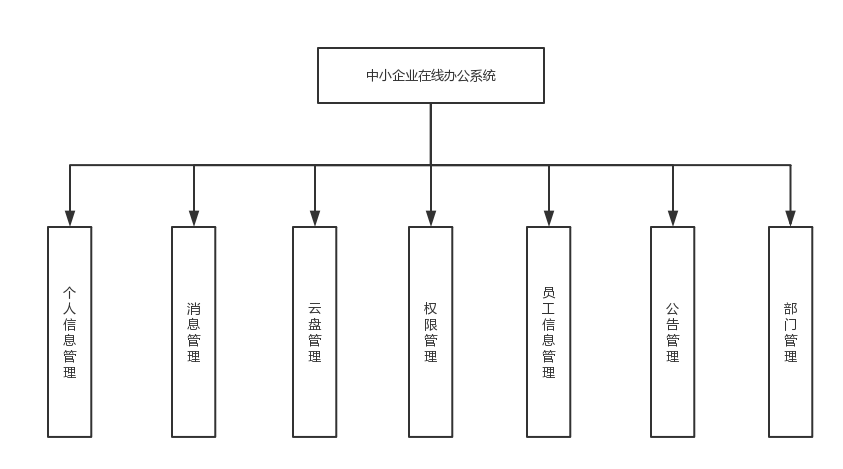 中小企业在线办公系统
个人信息管理
消息管理
云盘管理
权限管理
员工信息管理
公告管理
部门管理